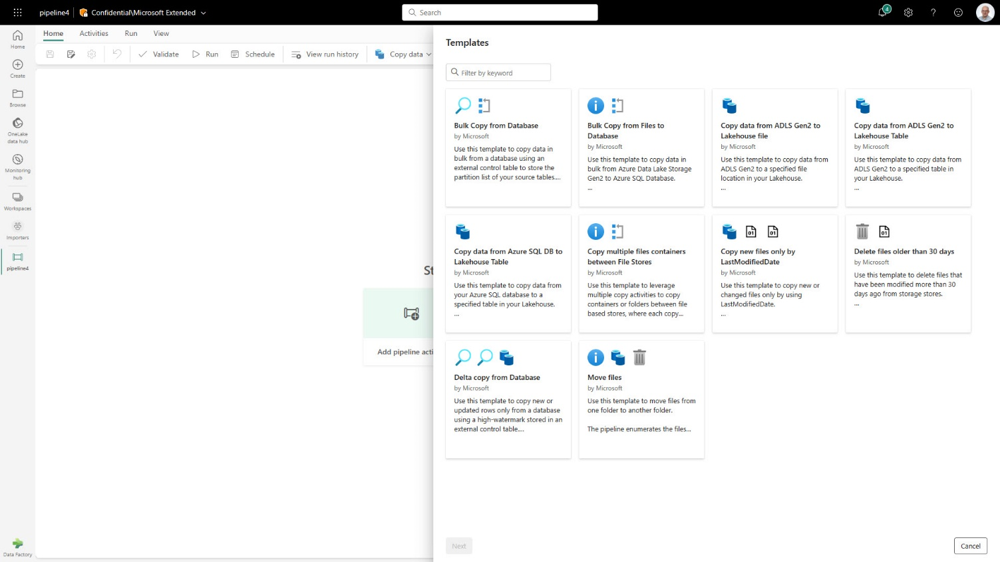 pipeline4
Confidential\Microsoft Extended
Search
4
Home
Create
Browse
OneLake
data hub
Monitoring
hub
Workspaces
Importers
pipeline4
Data Factory
Home
Activities
Run
View
Validate
Run
Schedule
View run history
Copy data
St
Add pipeline acti
Templates
Filter by keyword
Bulk Copy from Database
by Microsoft
Use this template to copy data in
bulk from a database using an
external control table to store the
partition list of your source tables....
Bulk Copy from Files to
Database
by Microsoft
Use this template to copy data in
bulk from Azure Data Lake Storage
Gen2 to Azure SQL Database.
...
Copy data from ADLS Gen2 to
Lakehouse file
by Microsoft
Use this template to copy data from
ADLS Gen2 to a specified file
location in your Lakehouse.
...
Copy data from ADLS Gen2 to
Lakehouse Table
by Microsoft
Use this template to copy data from
ADLS Gen2 to a specified table in
your Lakehouse.
...
Copy data from Azure SQL DB to
Lakehouse Table
by Microsoft
Use this template to copy data from
your Azure SQL database to a
specified table in your Lakehouse.
...
Copy multiple files containers
between File Stores
by Microsoft
Use this template to leverage
multiple copy activities to copy
containers or folders between file
based stores, where each copy...
01
01
Copy new files only by
LastModifiedDate
by Microsoft
Use this template to copy new or
changed files only by using
LastModifiedDate.
...
01
Delete files older than 30 days
by Microsoft
Use this template to delete files that
have been modified more than 30
days ago from storage stores.
...
Delta copy from Database
by Microsoft
Use this template to copy new or
updated rows only from a database
using a high-watermark stored in an
external control table....
Move files
by Microsoft
Use this template to move files from
one folder to another folder.
The pipeline enumerates the files...
Next
Cancel